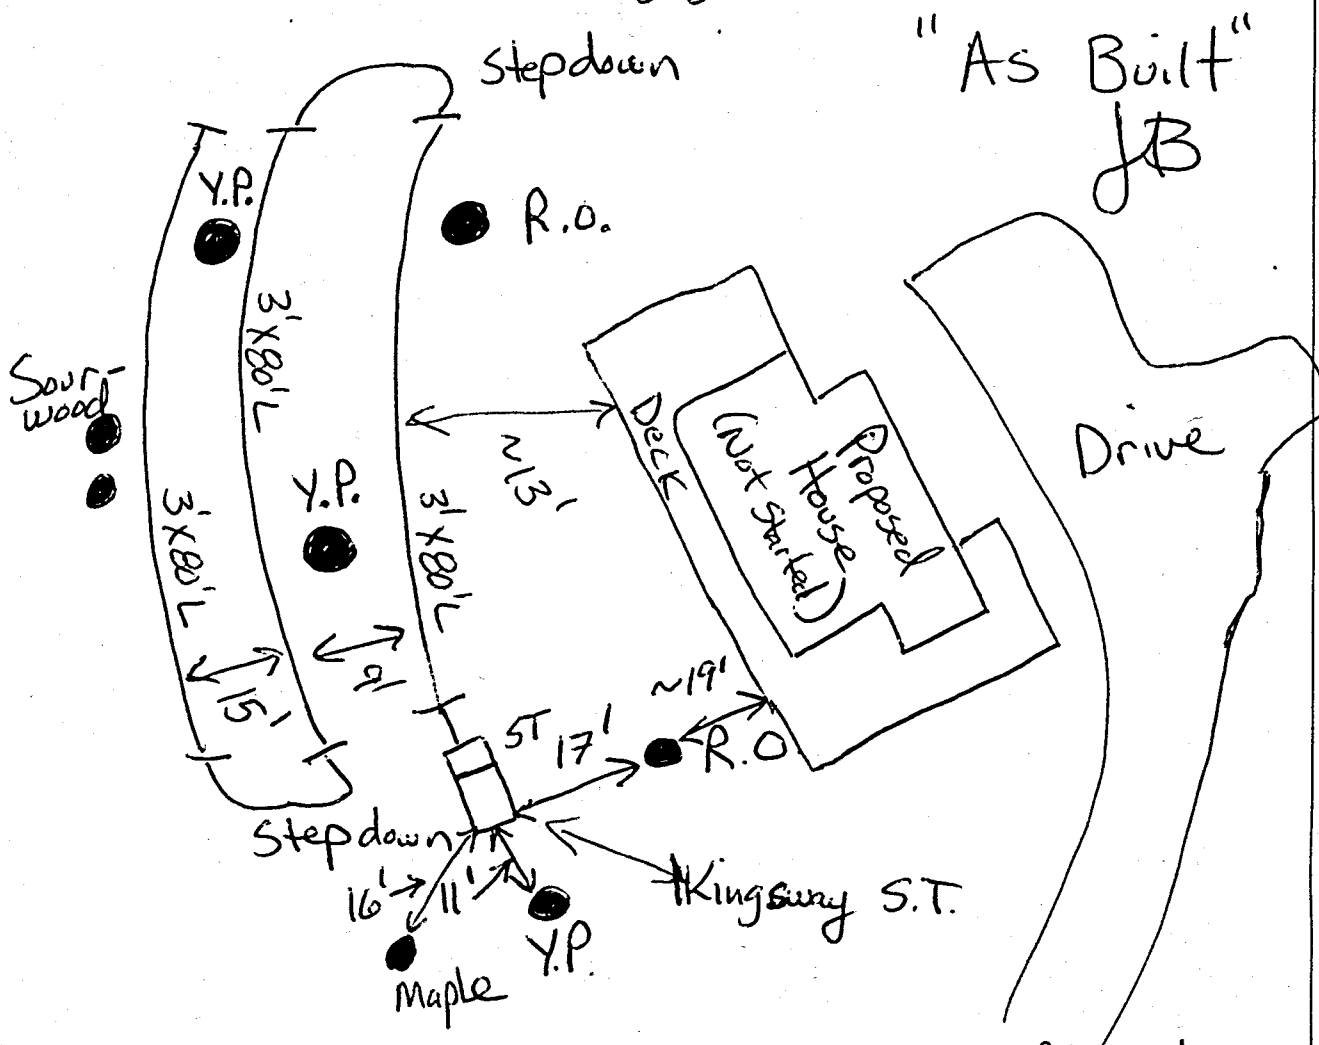 Stepdown
"As Built"
JB
Y.P.
R.O.
3'X80'L
Sour-
wood
Deck
Proposed
House
(Not Started)
Drive
~13'
Y.P.
3'X80'L
3'X80'L
9'
15'
~19'
ST
17'
R.O
Stepdown
16'
11'
Kingsway S.T.
Y.P.
Maple